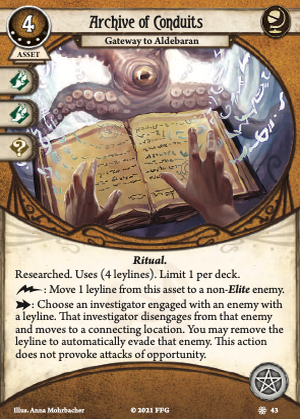 4
Archive of Conduits
Gateway to Aldebaran
ASSET
?
Ritual.
Researched. Uses (4 leylines). Limit 1 per deck.
: Move 1 leyline from this asset to a non-Elite enemy.
: Choose an investigator engaged with an enemy with
a leyline. That investigator disengages from that enemy
and moves to a connecting location. You may remove the
leyline to automatically evade that enemy. This action
does not provoke attacks of opportunity.
Illus. Anna Mohrbacher
© 2021 FFG
43